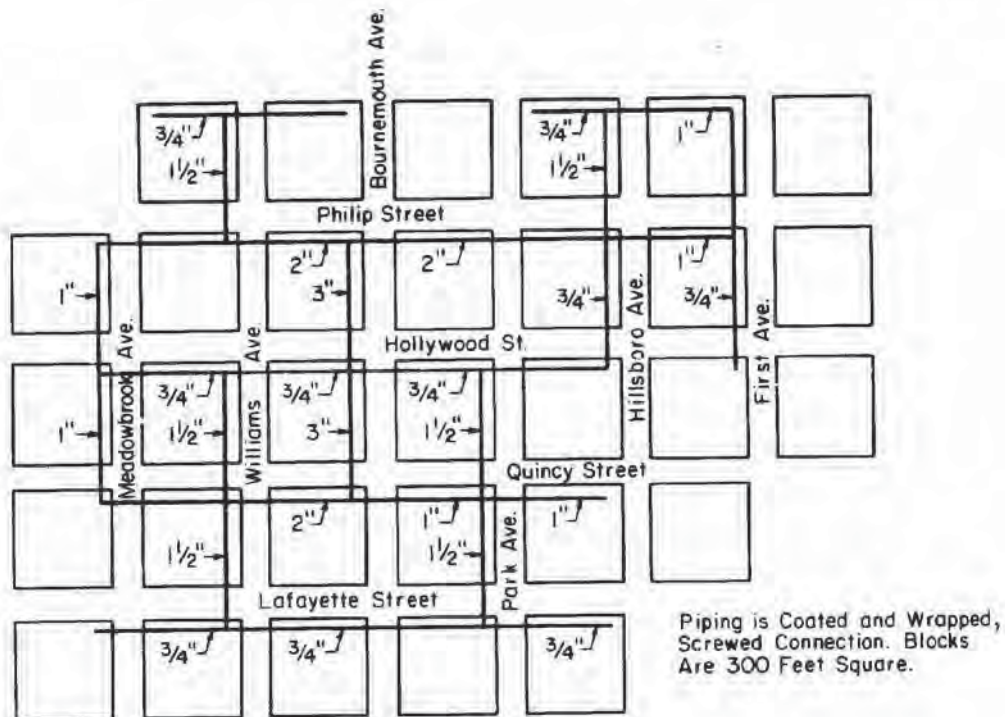 Bournemouth Ave.
3/4"
3/4"
1"
1 1/2"
1 1/2"
Philip Street
2"
2"
1"
1"
3"
3/4"
3/4"
Meadowbrook Ave.
Williams Ave.
Hollywood St.
Hillsboro Ave.
First Ave.
3/4"
3/4"
3/4"
1"
1 1/2"
3"
1 1/2"
Quincy Street
2"
1"
1"
1 1/2"
1 1/2"
Park Ave.
Lafayette Street
3/4"
3/4"
3/4"
Piping is Coated and Wrapped,
Screwed Connection. Blocks
Are 300 Feet Square.